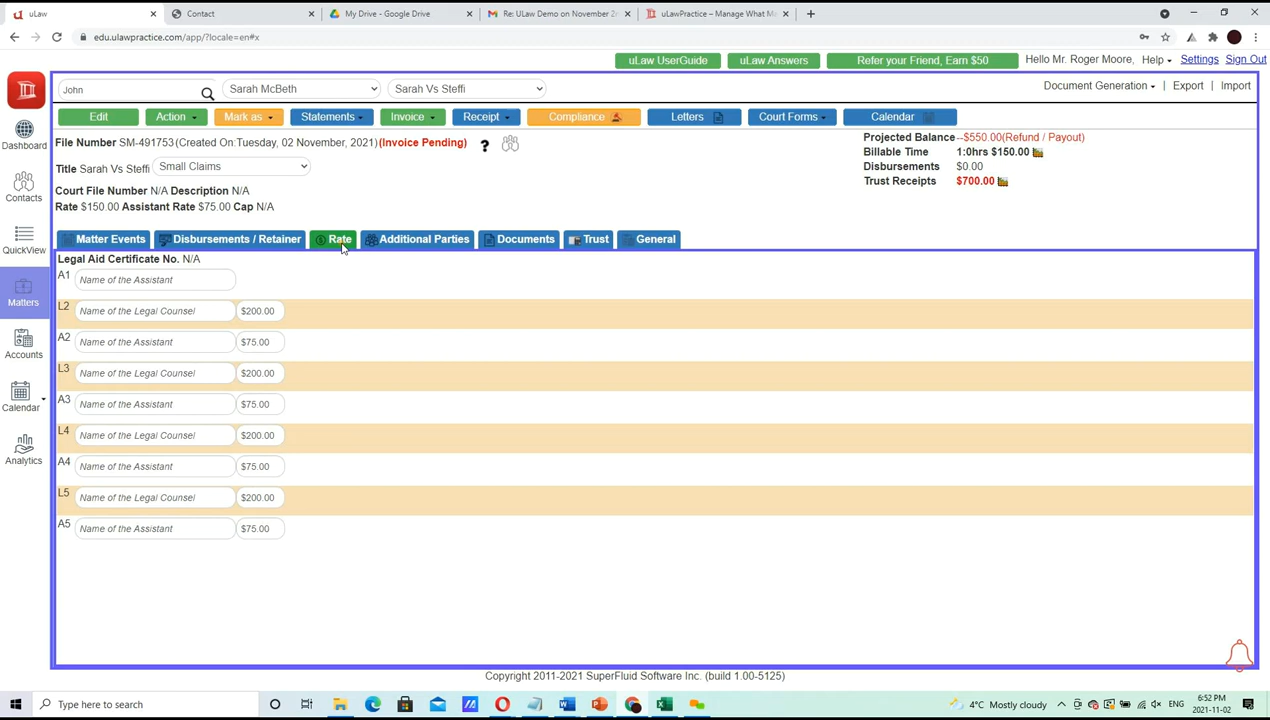 uLaw
Contact
My Drive - Google Drive
Re: ULaw Demo on November 2
uLawPractice – Manage What Ma
edu.ulawpractice.com/app/?locale=en#x
uLaw UserGuide
uLaw Answers
Refer your Friend, Earn $50
Hello Mr. Roger Moore
Help
Settings
Sign Out
John
Sarah McBeth
Sarah Vs Steffi
Document Generation
Export
Import
Edit
Action
Mark as
Statements
Invoice
Receipt
Compliance
Letters
Court Forms
Calendar
Dashboard
Contacts
QuickView
Matters
Accounts
Calendar
Analytics
File Number SM-491753 (Created On:Tuesday, 02 November, 2021)(Invoice Pending) ?
Title Sarah Vs Steffi Small Claims
Court File Number N/A Description N/A
Rate $150.00 Assistant Rate $75.00 Cap N/A
Projected Balance--$550.00(Refund / Payout)
Billable Time 1:0hrs $150.00
Disbursements $0.00
Trust Receipts $700.00
Matter Events
Disbursements / Retainer
Rate
Additional Parties
Documents
Trust
General
Legal Aid Certificate No. N/A
A1 Name of the Assistant
L2 Name of the Legal Counsel $200.00
A2 Name of the Assistant $75.00
L3 Name of the Legal Counsel $200.00
A3 Name of the Assistant $75.00
L4 Name of the Legal Counsel $200.00
A4 Name of the Assistant $75.00
L5 Name of the Legal Counsel $200.00
A5 Name of the Assistant $75.00
Copyright 2011-2021 SuperFluid Software Inc. (build 1.00-5125)
Type here to search
4°C Mostly cloudy
ENG
6:52 PM
2021-11-02